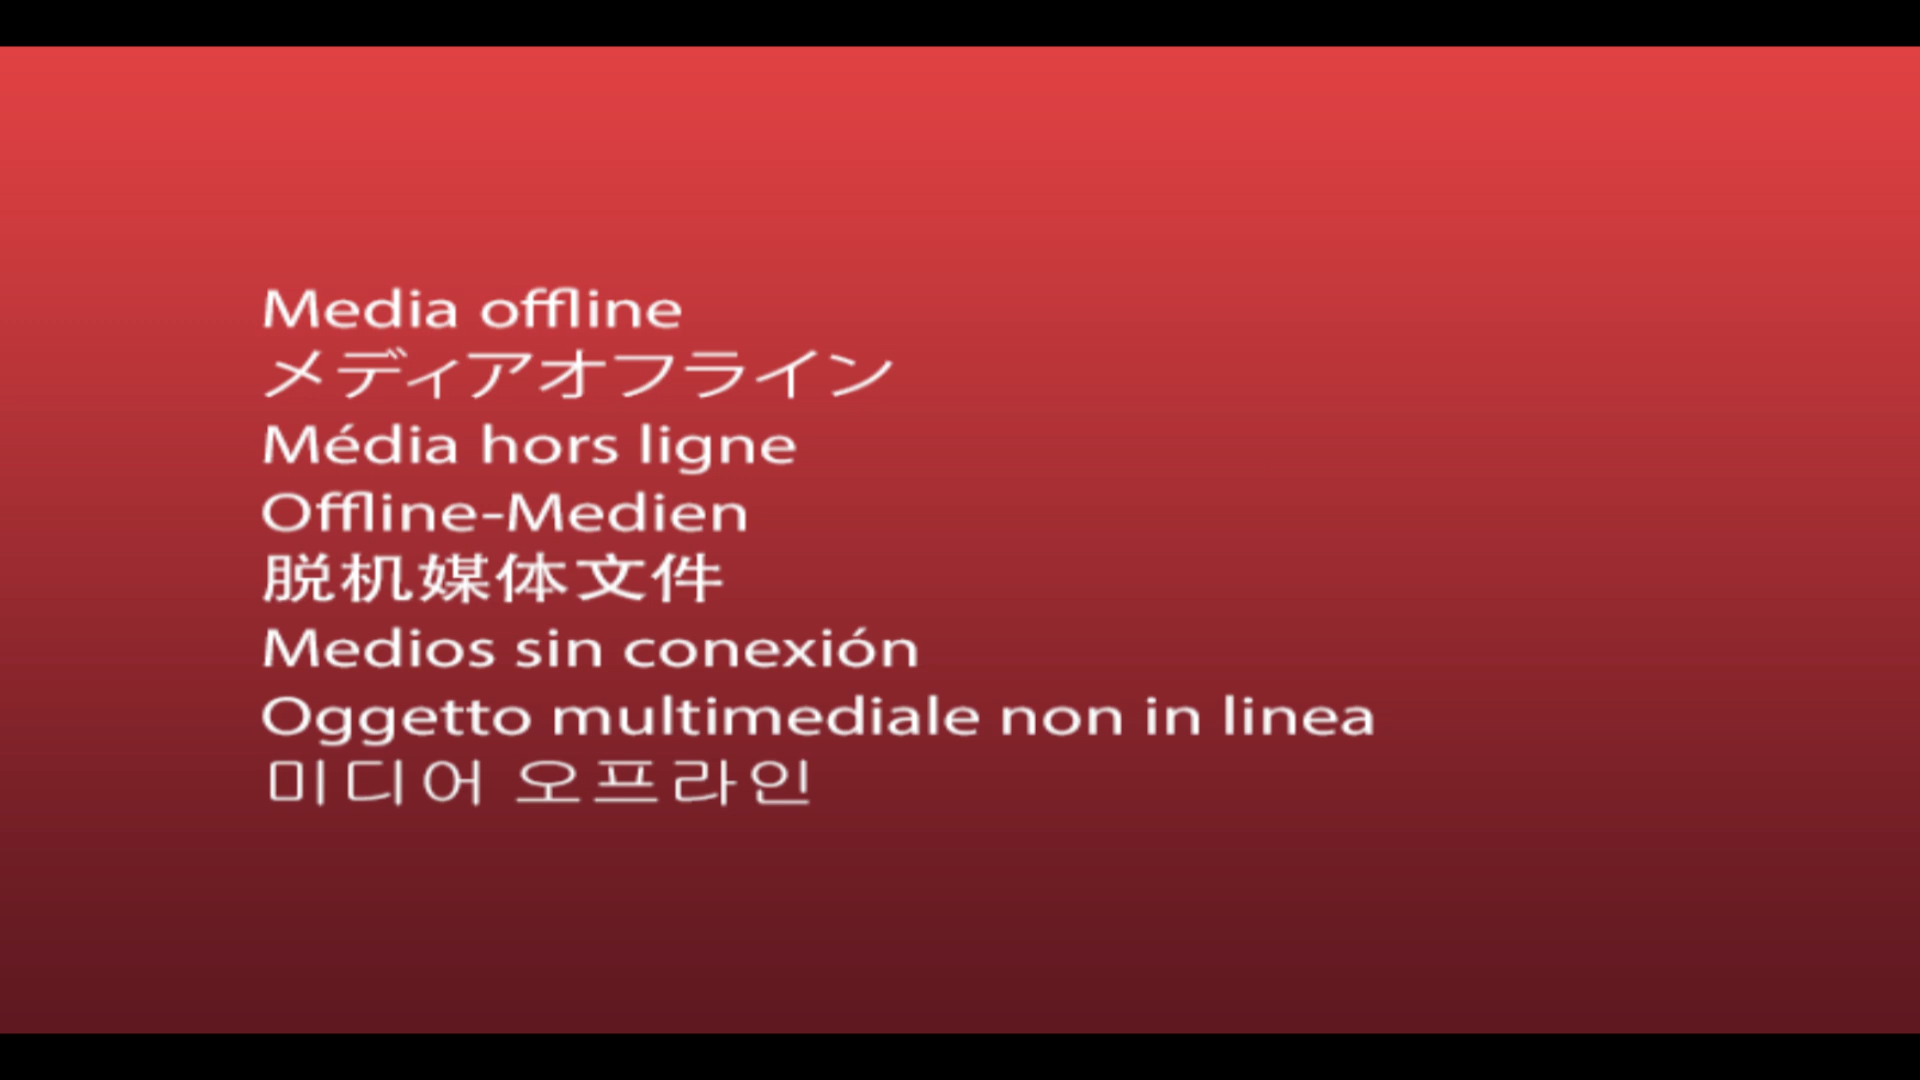 Media offline
メディアオフライン
Média hors ligne
Offline-Medien
脱机媒体文件
Medios sin conexión
Oggetto multimediale non in linea
미디어 오프라인